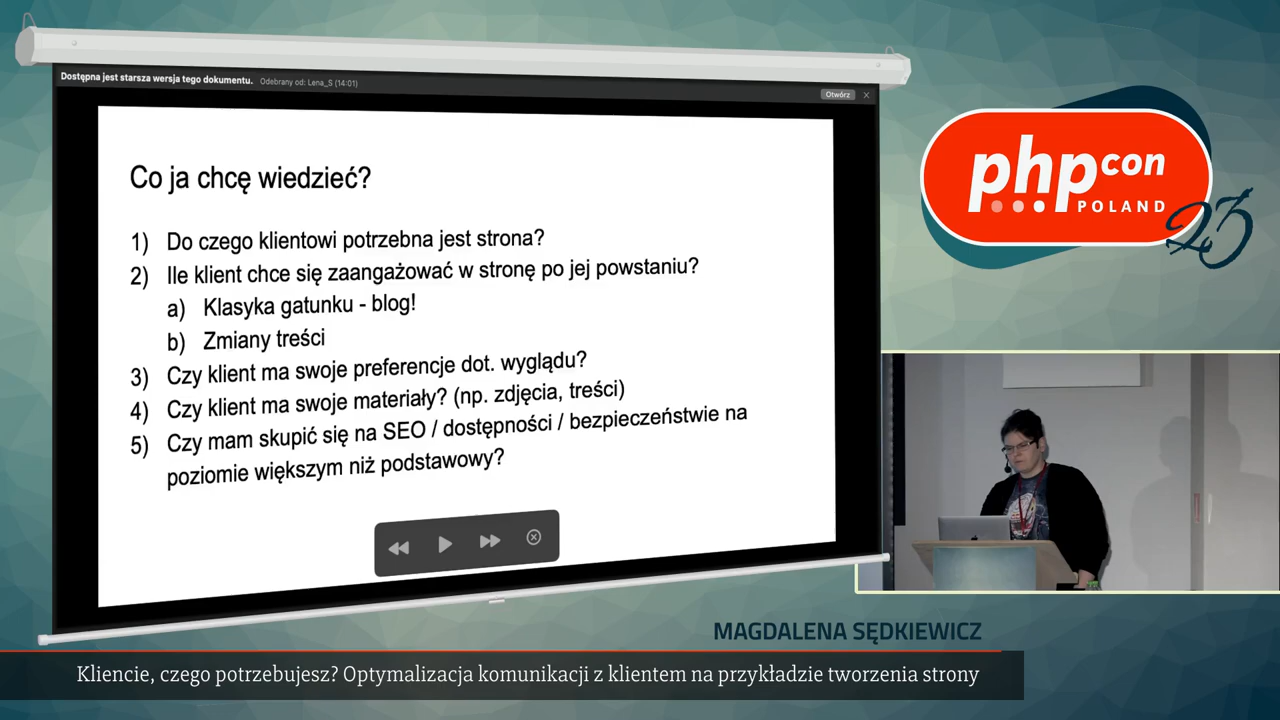 Dostępna jest starsza wersja tego dokumentu. Odebrany od: Lena_S (14:01)
Otwórz
Co ja chcę wiedzieć?
1) Do czego klientowi potrzebna jest strona?
2) Ile klient chce się zaangażować w stronę po jej powstaniu?
a) Klasyka gatunku - blog!
b) Zmiany treści
3) Czy klient ma swoje preferencje dot. wyglądu?
4) Czy klient ma swoje materiały? (np. zdjęcia, treści)
5) Czy mam skupić się na SEO / dostępności / bezpieczeństwie na
poziomie większym niż podstawowy?
phpcon
POLAND
23
MAGDALENA SĘDKIEWICZ
Kliencie, czego potrzebujesz? Optymalizacja komunikacji z klientem na przykładzie tworzenia strony